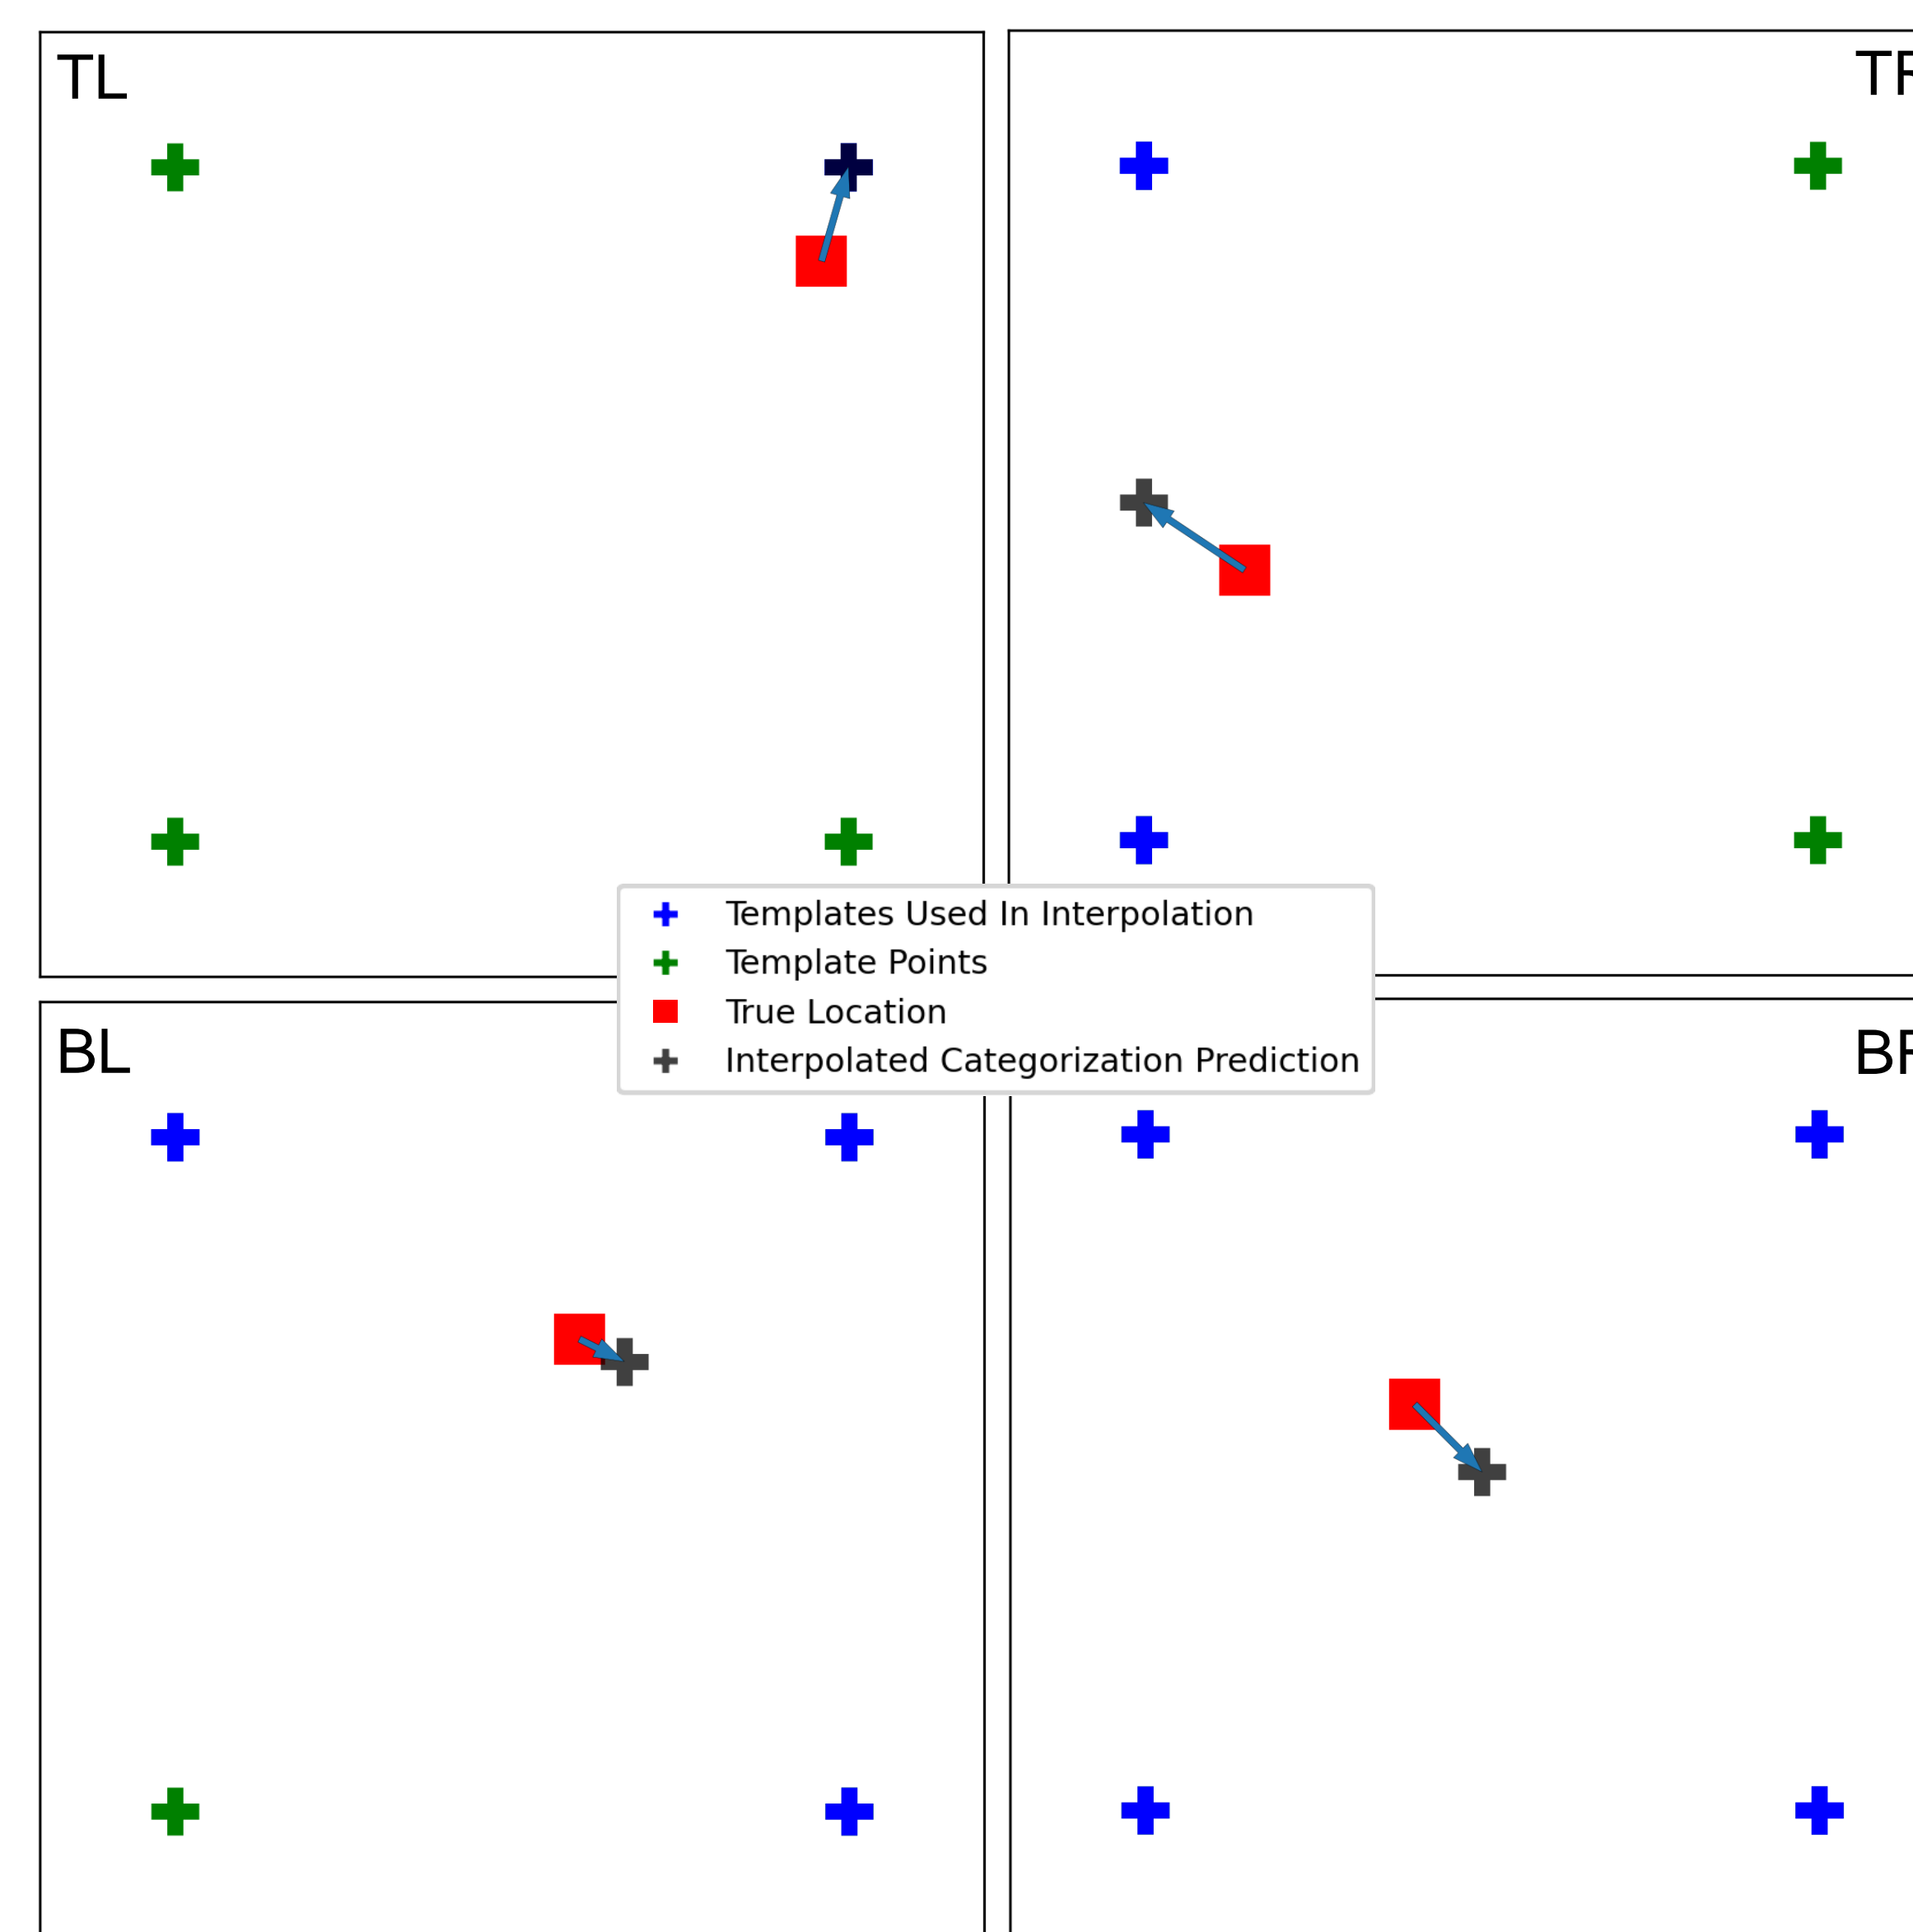 TL
TR
Templates Used In Interpolation
Template Points
True Location
Interpolated Categorization Prediction
BL
BR